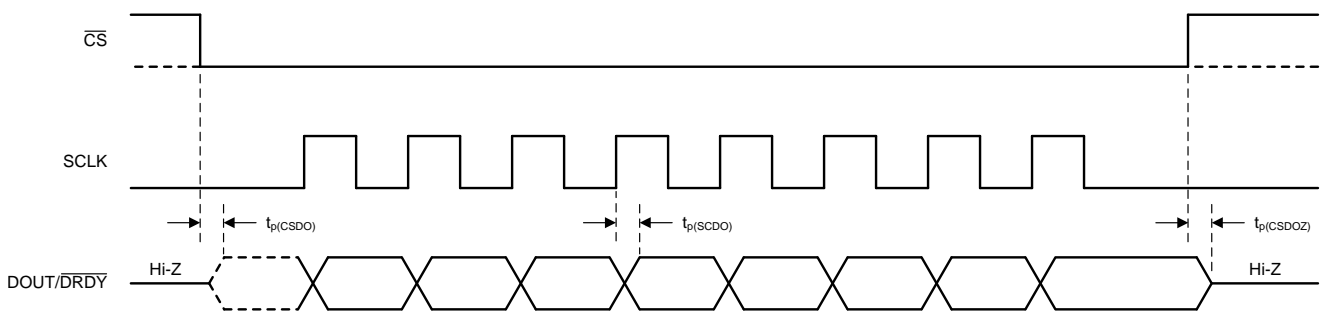 CS
SCLK
tp(CSDO)
tp(SCDO)
tp(CSDOZ)
Hi-Z
Hi-Z
DOUT/DRDY